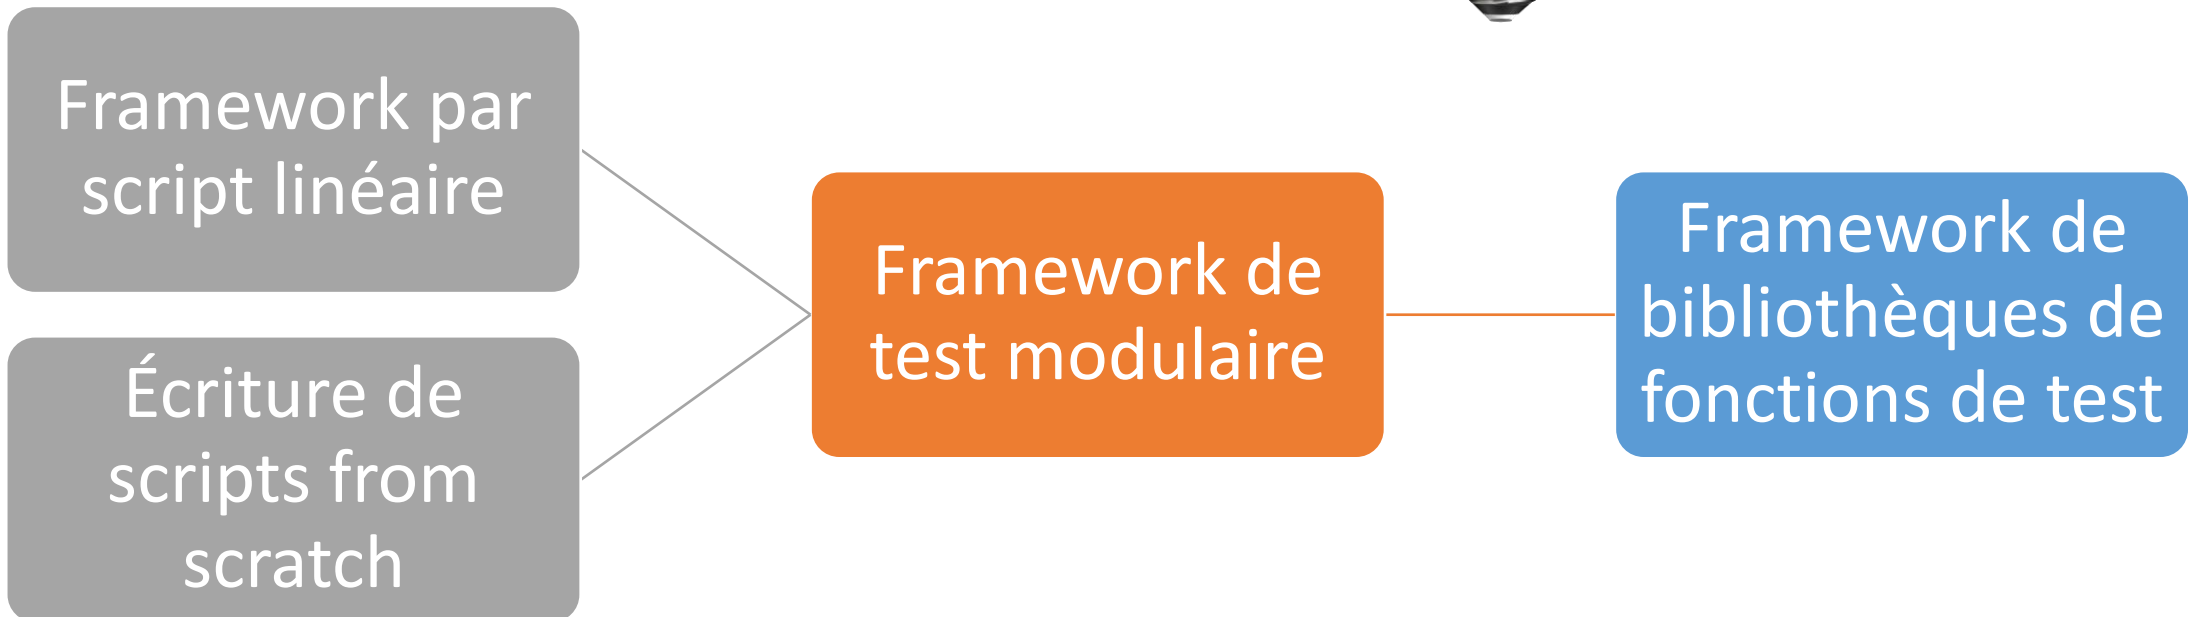 Framework par
script linéaire
Écriture de
scripts from
scratch
Framework de
test modulaire
Framework de
bibliothèques de
fonctions de test